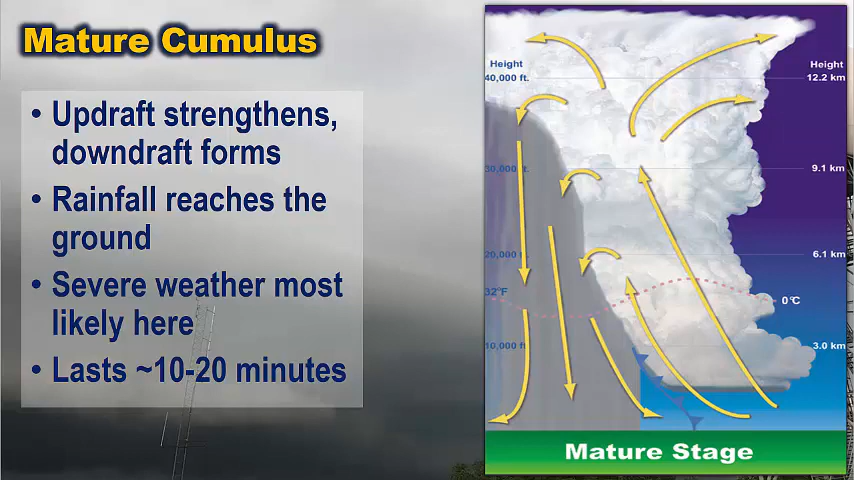 Mature Cumulus
• Updraft strengthens,
downdraft forms
• Rainfall reaches the
ground
• Severe weather most
likely here
• Lasts ~10-20 minutes
Height
40,000 ft.
Height
12.2 km
30,000 ft.
9.1 km
20,000 ft.
6.1 km
32°F
0°C
10,000 ft.
3.0 km
Mature Stage